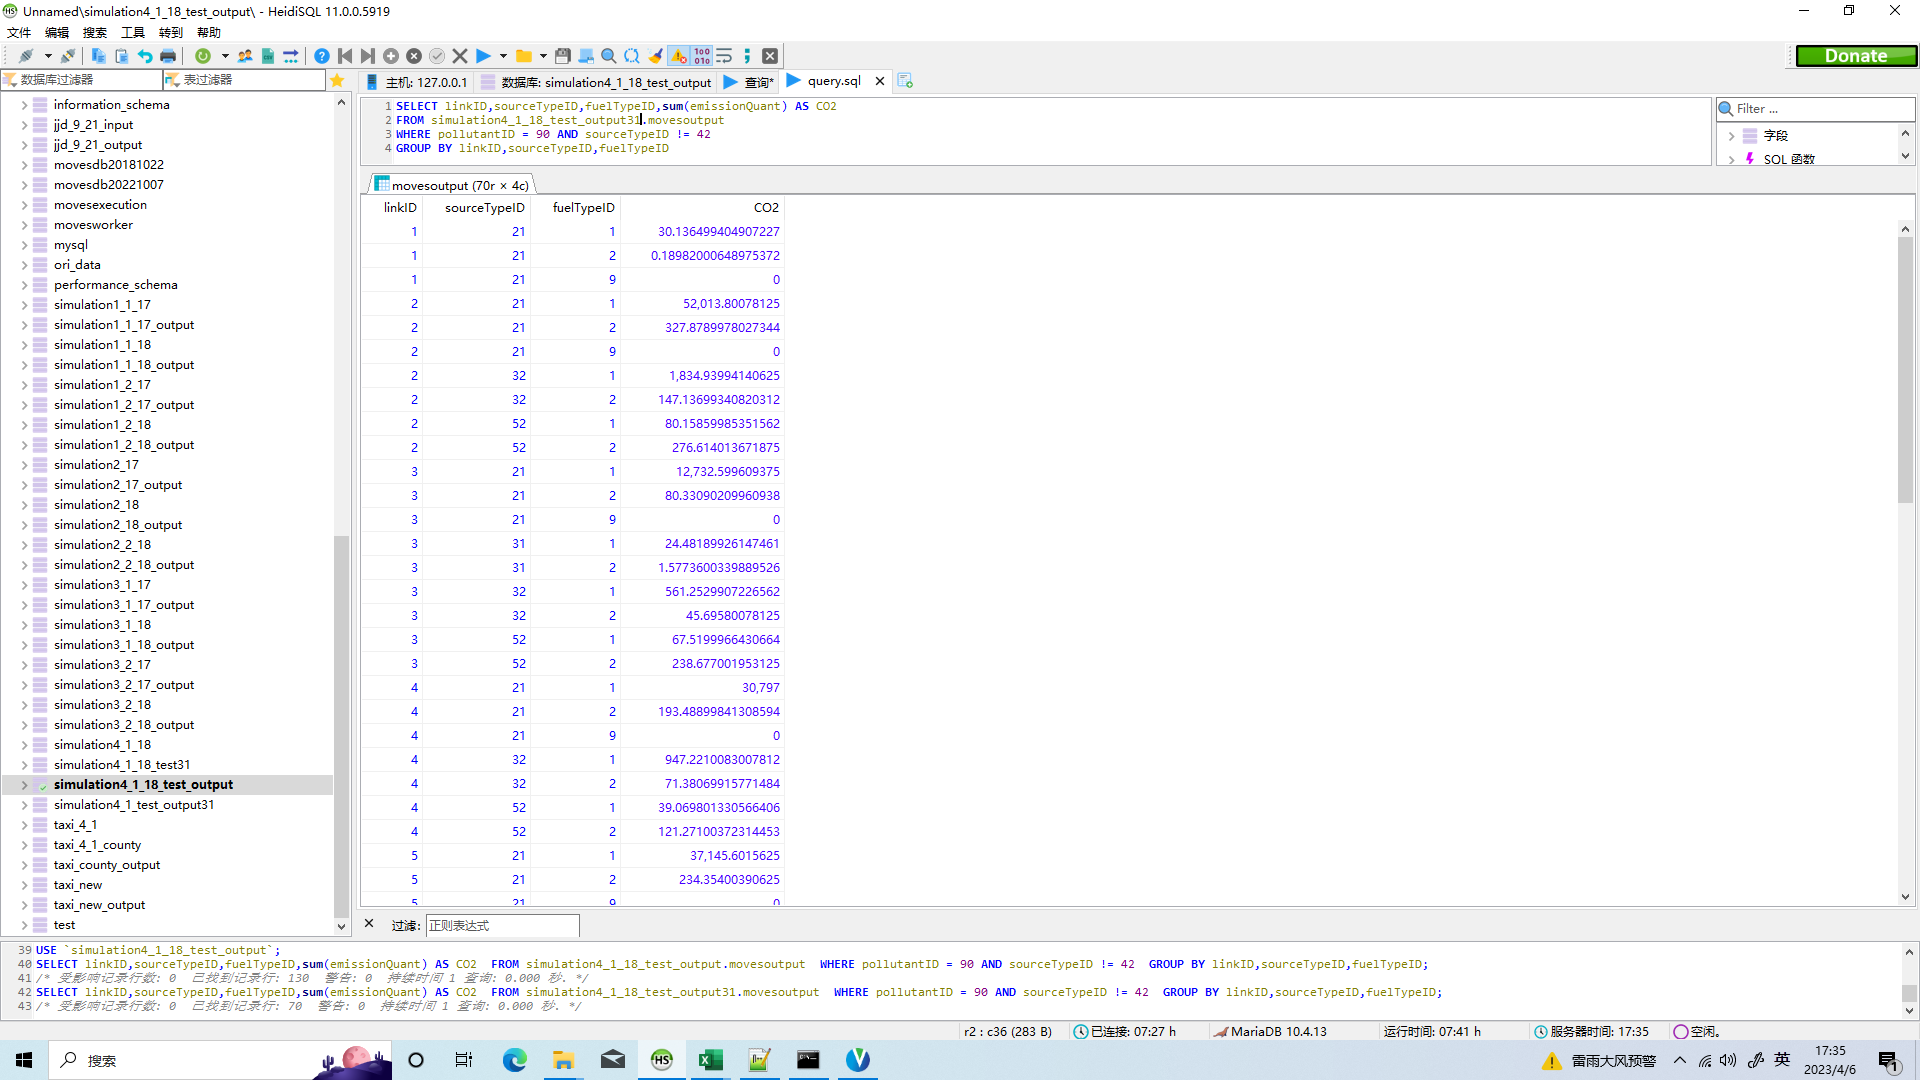 Unnamed\simulation4_1_18_test_output\ - HeidiSQL 11.0.0.5919
文件 编辑 搜索 工具 转到 帮助
Donate
数据库过滤器 表过滤器
主机: 127.0.0.1 数据库: simulation4_1_18_test_output 查询* query.sql
information_schema
jjd_9_21_input
jjd_9_21_output
movesdb20181022
movesdb20221007
movesexecution
movesworker
mysql
ori_data
performance_schema
simulation1_1_17
simulation1_1_17_output
simulation1_1_18
simulation1_1_18_output
simulation1_2_17
simulation1_2_17_output
simulation1_2_18
simulation1_2_18_output
simulation2_17
simulation2_17_output
simulation2_18
simulation2_18_output
simulation2_2_18
simulation2_2_18_output
simulation3_1_17
simulation3_1_17_output
simulation3_1_18
simulation3_1_18_output
simulation3_2_17
simulation3_2_17_output
simulation3_2_18
simulation3_2_18_output
simulation4_1_18
simulation4_1_18_test31
simulation4_1_18_test_output
simulation4_1_test_output31
taxi_4_1
taxi_4_1_county
taxi_county_output
taxi_new
taxi_new_output
test
1 SELECT linkID,sourceTypeID,fuelTypeID,sum(emissionQuant) AS CO2
2 FROM simulation4_1_18_test_output31.movesoutput
3 WHERE pollutantID = 90 AND sourceTypeID != 42
4 GROUP BY linkID,sourceTypeID,fuelTypeID
Filter ...
字段
SQL 函数
movesoutput (70r × 4c)
linkID sourceTypeID fuelTypeID CO2
1 21 1 30.136499404907227
1 21 2 0.18982000648975372
1 21 9 0
2 21 1 52,013.80078125
2 21 2 327.8789978027344
2 21 9 0
2 32 1 1,834.93994140625
2 32 2 147.13699340820312
2 52 1 80.15859985351562
2 52 2 276.614013671875
3 21 1 12,732.599609375
3 21 2 80.33090209960938
3 21 9 0
3 31 1 24.48189926147461
3 31 2 1.5773600339889526
3 32 1 561.2529907226562
3 32 2 45.69580078125
3 52 1 67.5199966430664
3 52 2 238.677001953125
4 21 1 30,797
4 21 2 193.48899841308594
4 21 9 0
4 32 1 947.2210083007812
4 32 2 71.38069915771484
4 52 1 39.069801330566406
4 52 2 121.27100372314453
5 21 1 37,145.6015625
5 21 2 234.35400390625
5 21 9 0
过滤: 正则表达式
39 USE `simulation4_1_18_test_output`;
40 SELECT linkID,sourceTypeID,fuelTypeID,sum(emissionQuant) AS CO2 FROM simulation4_1_18_test_output.movesoutput WHERE pollutantID = 90 AND sourceTypeID != 42 GROUP BY linkID,sourceTypeID,fuelTypeID;
41 /* 受影响记录行数: 0 已找到记录行: 130 警告: 0 持续时间 1 查询: 0.000 秒. */
42 SELECT linkID,sourceTypeID,fuelTypeID,sum(emissionQuant) AS CO2 FROM simulation4_1_18_test_output31.movesoutput WHERE pollutantID = 90 AND sourceTypeID != 42 GROUP BY linkID,sourceTypeID,fuelTypeID;
43 /* 受影响记录行数: 0 已找到记录行: 70 警告: 0 持续时间 1 查询: 0.000 秒. */
r2 : c36 (283 B) 已连接: 07:27 h MariaDB 10.4.13 运行时间: 07:41 h 服务器时间: 17:35 空闲。
搜索
雷雨大风预警 英 17:35
2023/4/6
1